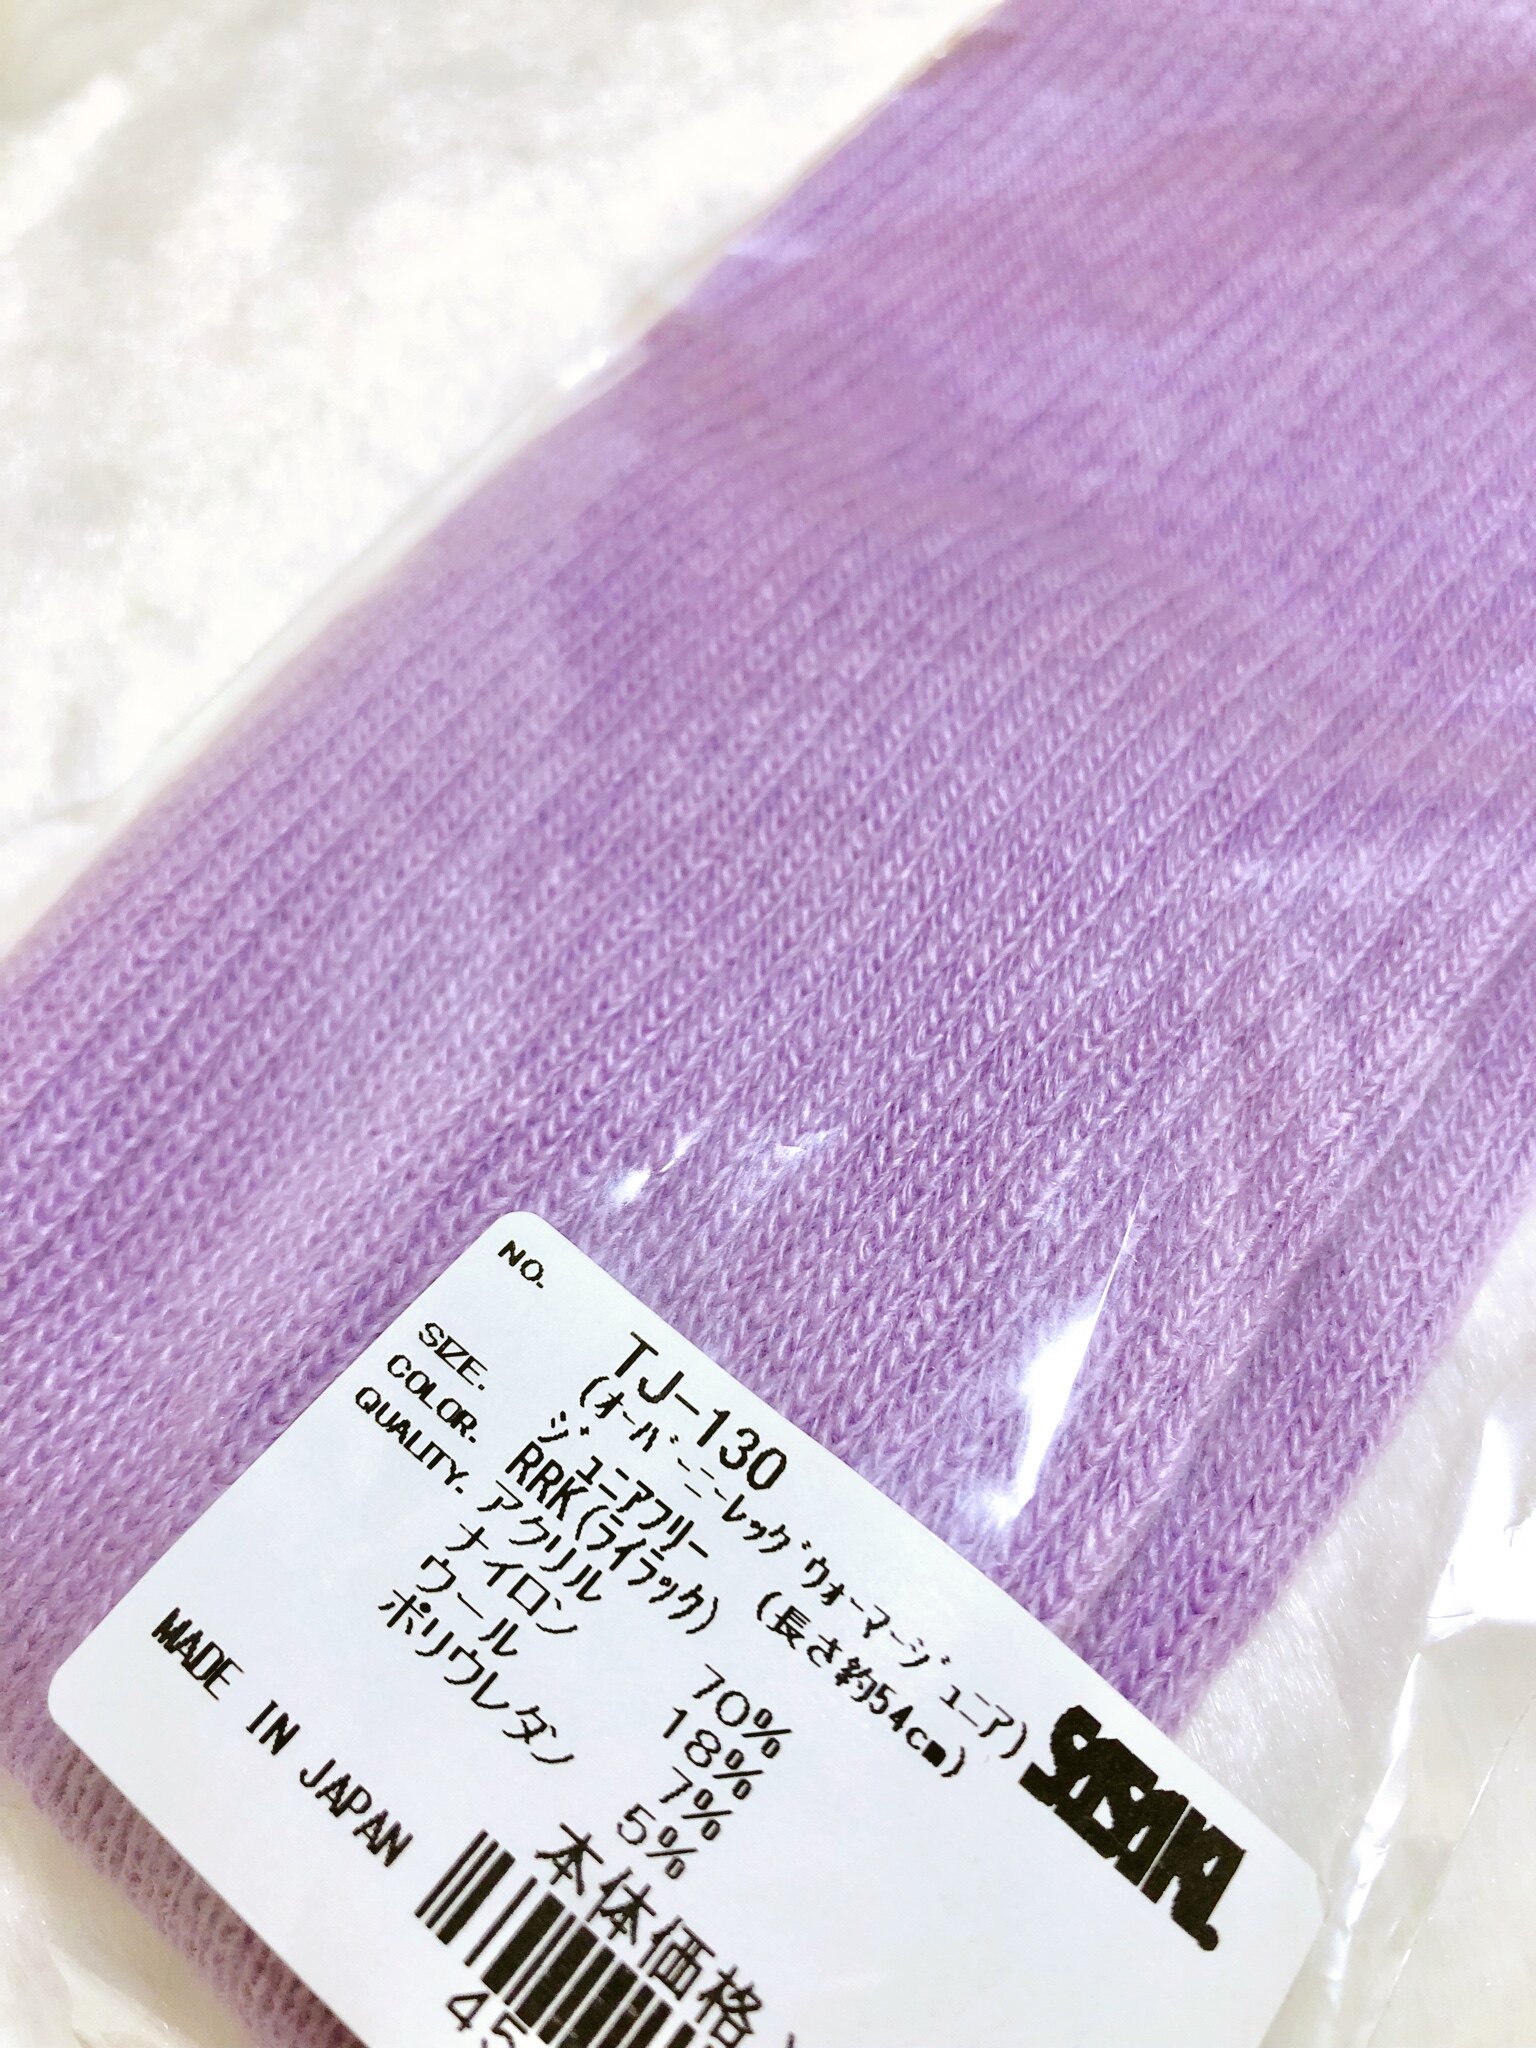 NO. TJ-130
(ｵｰﾊﾞｰﾆｰﾚｯｸﾞｳｫｰﾏｰｼﾞｭﾆｱ)
SIZE. ｼﾞｭﾆｱﾌﾘｰ (長さ約54cm)
COLOR. RRK(ﾗｲﾗｯｸ)
QUALITY. アクリル 70%
ナイロン 18%
ウール 7%
ポリウレタン 5%
SASAKI
MADE IN JAPAN
本体価格
45